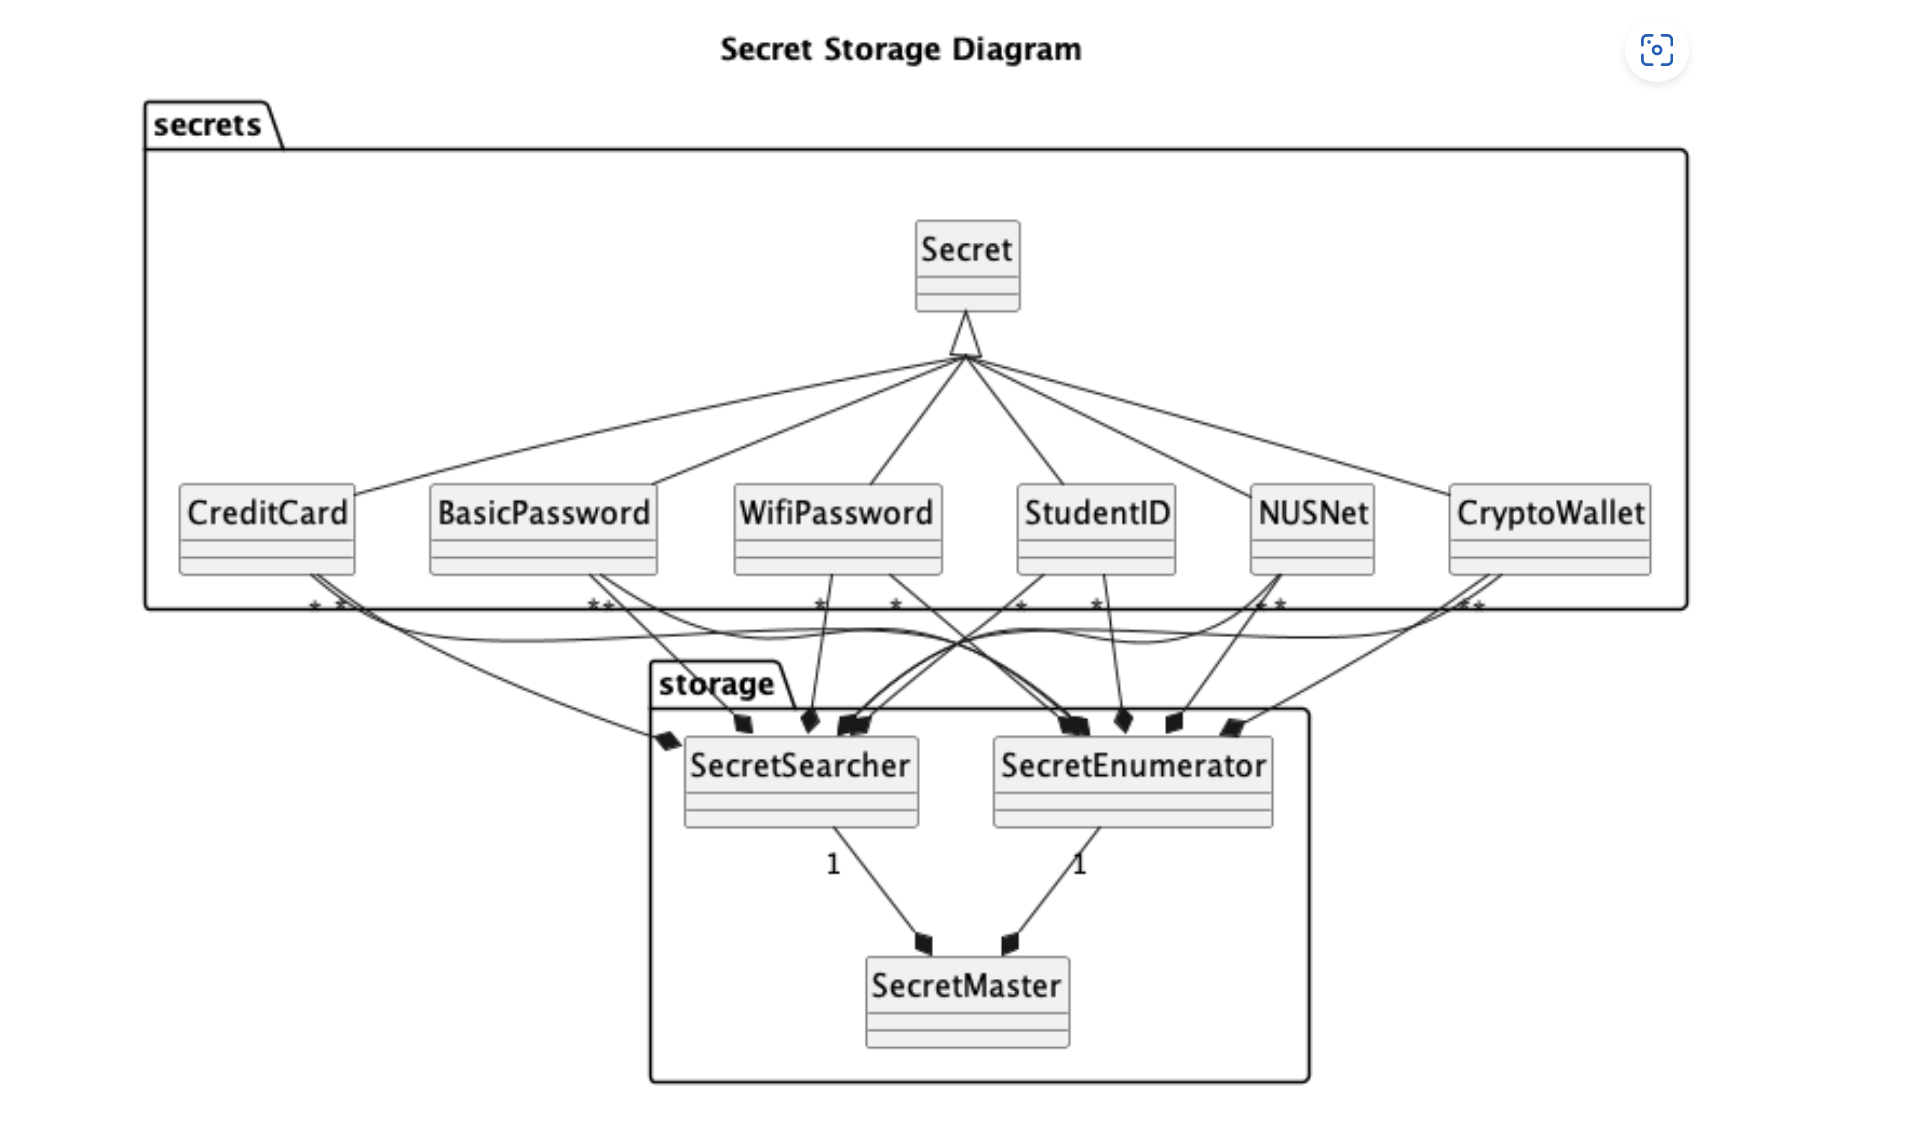 Secret Storage Diagram
secrets
Secret
CreditCard BasicPassword WifiPassword StudentID NUSNet CryptoWallet
* * * * * * * * * * * *
storage
SecretSearcher SecretEnumerator
1 1
SecretMaster